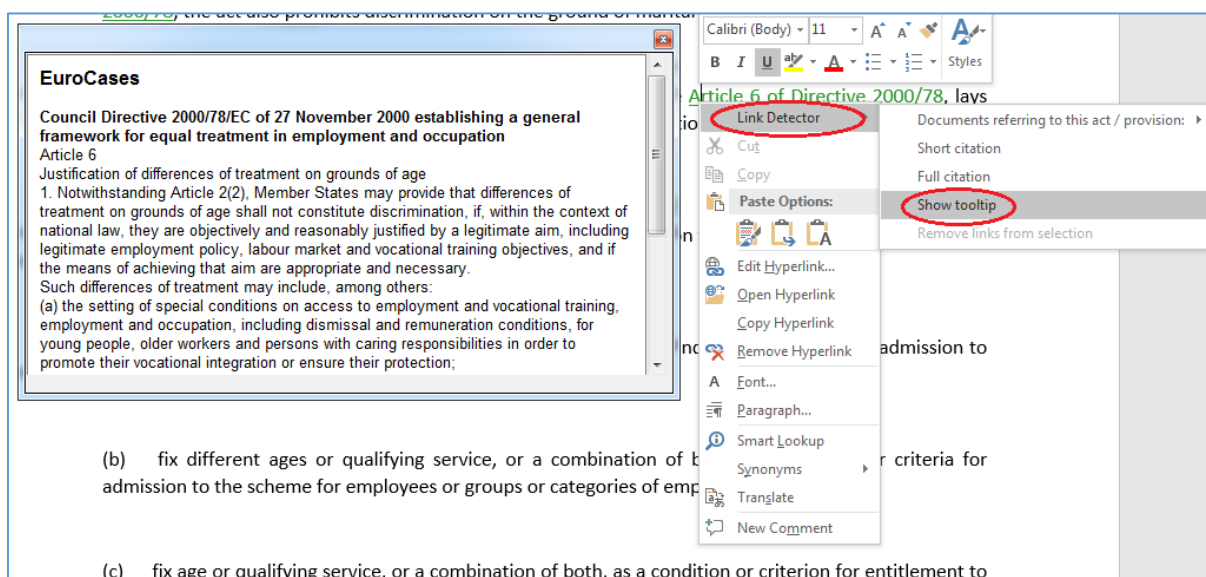 2000/78, the act also prohibits discrimination on the ground of marital
EuroCases
Council Directive 2000/78/EC of 27 November 2000 establishing a general
framework for equal treatment in employment and occupation
Article 6
Justification of differences of treatment on grounds of age
1. Notwithstanding Article 2(2), Member States may provide that differences of
treatment on grounds of age shall not constitute discrimination, if, within the context of
national law, they are objectively and reasonably justified by a legitimate aim, including
legitimate employment policy, labour market and vocational training objectives, and if
the means of achieving that aim are appropriate and necessary.
Such differences of treatment may include, among others:
(a) the setting of special conditions on access to employment and vocational training,
employment and occupation, including dismissal and remuneration conditions, for
young people, older workers and persons with caring responsibilities in order to
promote their vocational integration or ensure their protection;
Calibri (Body) 11 A A
B I U aby A Styles
Article 6 of Directive 2000/78, lays
Link Detector
Cut
Copy
Paste Options:
A
Edit Hyperlink...
Open Hyperlink
Copy Hyperlink
Remove Hyperlink
A Font...
Paragraph...
Smart Lookup
Synonyms
Translate
New Comment
Documents referring to this act / provision:
Short citation
Full citation
Show tooltip
Remove links from selection
admission to
(b) fix different ages or qualifying service, or a combination of b
r criteria for
admission to the scheme for employees or groups or categories of emp
(c) fix age or qualifying service, or a combination of both, as a condition or criterion for entitlement to